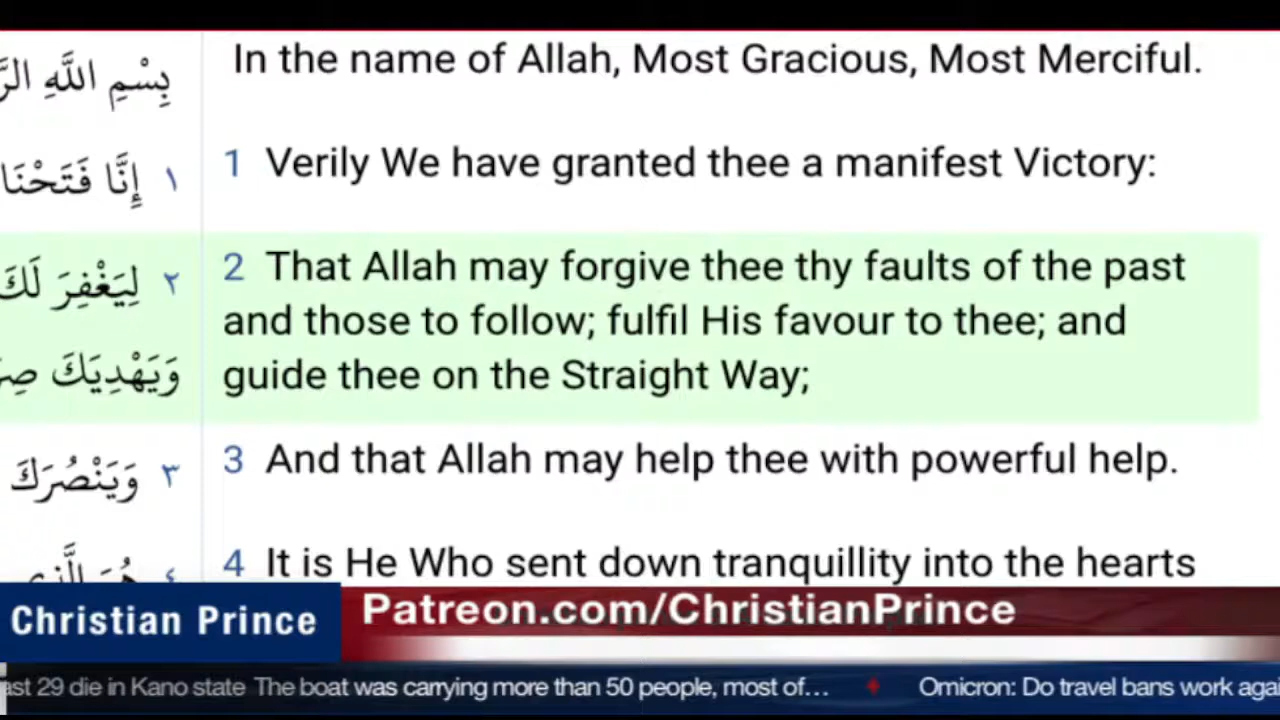 بِسْمِ اللَّهِ
In the name of Allah, Most Gracious, Most Merciful.
١ إِنَّا فَتَحْنَا
1 Verily We have granted thee a manifest Victory:
٢ لِيَغْفِرَ لَكَ
وَيَهْدِيَكَ
2 That Allah may forgive thee thy faults of the past
and those to follow; fulfil His favour to thee; and
guide thee on the Straight Way;
٣ وَيَنْصُرَكَ
3 And that Allah may help thee with powerful help.
٤ هُوَ الَّذِي
4 It is He Who sent down tranquillity into the hearts
Christian Prince
Patreon.com/ChristianPrince
ast 29 die in Kano state The boat was carrying more than 50 people, most of... Omicron: Do travel bans work agai